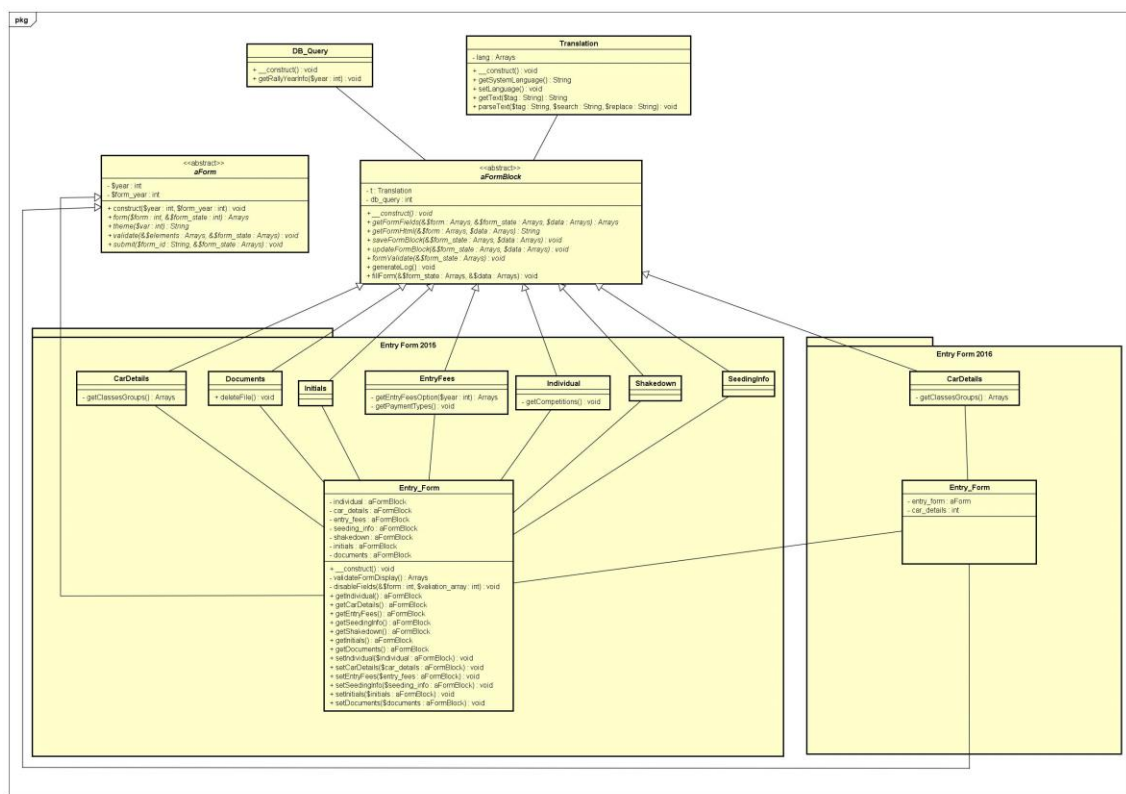 pkg
DB_Query
+ __construct() : void
+ getRallyYearInfo($year : int) : void
Translation
- lang : Arrays
+ __construct() : void
+ getSystemLanguage() : String
+ setLanguage() : void
+ getText($tag : String) : String
+ parseText($tag : String, $search : String, $replace : String) : void
<<abstract>>
aForm
- $year : int
- $form_year : int
+ construct($year : int, $form_year : int) : void
+ form($form : int, &$form_state : int) : Arrays
+ theme($var : int) : String
+ validate(&$elements : Arrays, &$form_state : Arrays) : void
+ submit($form_id : String, &$form_state : Arrays) : void
<<abstract>>
aFormBlock
- t : Translation
- db_query : int
+ __construct() : void
+ getFormFields(&$form : Arrays, &$form_state : Arrays, $data : Arrays) : Arrays
+ getFormHtml(&$form : Arrays, $data : Arrays) : String
+ saveFormBlock(&$form_state : Arrays, $data : Arrays) : void
+ updateFormBlock(&$form_state : Arrays, $data : Arrays) : void
+ formValidate(&$form_state : Arrays) : void
+ generateLog() : void
+ fillForm(&$form_state : Arrays, &$data : Arrays) : void
Entry Form 2015
CarDetails
- getClassesGroups() : Arrays
Documents
+ deleteFile() : void
Initials
EntryFees
- getEntryFeesOption($year : int) : Arrays
- getPaymentTypes() : void
Individual
- getCompetitions() : void
Shakedown
SeedingInfo
Entry_Form
- individual : aFormBlock
- car_details : aFormBlock
- entry_fees : aFormBlock
- seeding_info : aFormBlock
- shakedown : aFormBlock
- initials : aFormBlock
- documents : aFormBlock
+ __construct() : void
- validateFormDisplay() : Arrays
- disableFields(&$form : int, $valiation_array : int) : void
+ getIndividual() : aFormBlock
+ getCarDetails() : aFormBlock
+ getEntryFees() : aFormBlock
+ getSeedingInfo() : aFormBlock
+ getShakedown() : aFormBlock
+ getInitials() : aFormBlock
+ getDocuments() : aFormBlock
+ setIndividual($individual : aFormBlock) : void
+ setCarDetails($car_details : aFormBlock) : void
+ setEntryFees($entry_fees : aFormBlock) : void
+ setSeedingInfo($seeding_info : aFormBlock) : void
+ setInitials($initials : aFormBlock) : void
+ setDocuments($documents : aFormBlock) : void
Entry Form 2016
CarDetails
- getClassesGroups() : Arrays
Entry_Form
- entry_form : aForm
- car_details : int